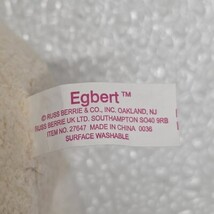 Egbert™
© RUSS BERRIE & CO., INC. OAKLAND, NJ
RUSS BERRIE UK LTD. SOUTHAMPTON SO40 9RB
ITEM NO. 27647 MADE IN CHINA 0036
SURFACE WASHABLE